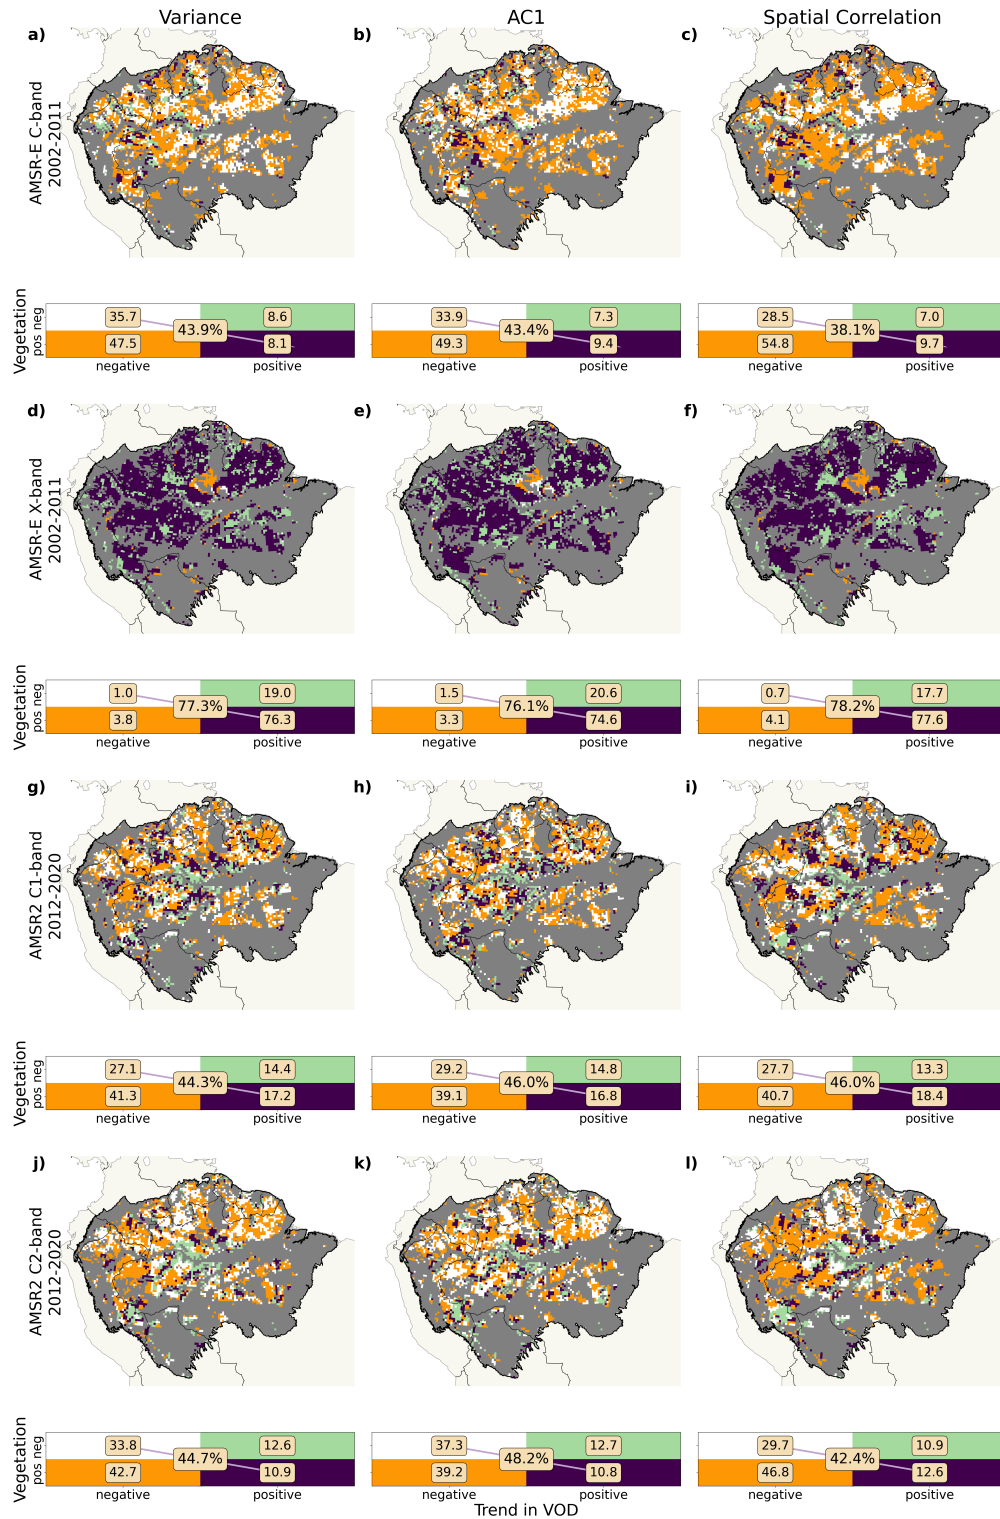 Variance AC1 Spatial Correlation
a) b) c)
AMSR-E C-band
2002-2011
Vegetation
pos neg
35.7 8.6 43.9% 47.5 8.1
negative positive
33.9 7.3 43.4% 49.3 9.4
negative positive
28.5 7.0 38.1% 54.8 9.7
negative positive
d) e) f)
AMSR-E X-band
2002-2011
Vegetation
pos neg
1.0 19.0 77.3% 3.8 76.3
negative positive
1.5 20.6 76.1% 3.3 74.6
negative positive
0.7 17.7 78.2% 4.1 77.6
negative positive
g) h) i)
AMSR2 C1-band
2012-2020
Vegetation
pos neg
27.1 14.4 44.3% 41.3 17.2
negative positive
29.2 14.8 46.0% 39.1 16.8
negative positive
27.7 13.3 46.0% 40.7 18.4
negative positive
j) k) l)
AMSR2 C2-band
2012-2020
Vegetation
pos neg
33.8 12.6 44.7% 42.7 10.9
negative positive
37.3 12.7 48.2% 39.2 10.8
negative positive
29.7 10.9 42.4% 46.8 12.6
negative positive
Trend in VOD